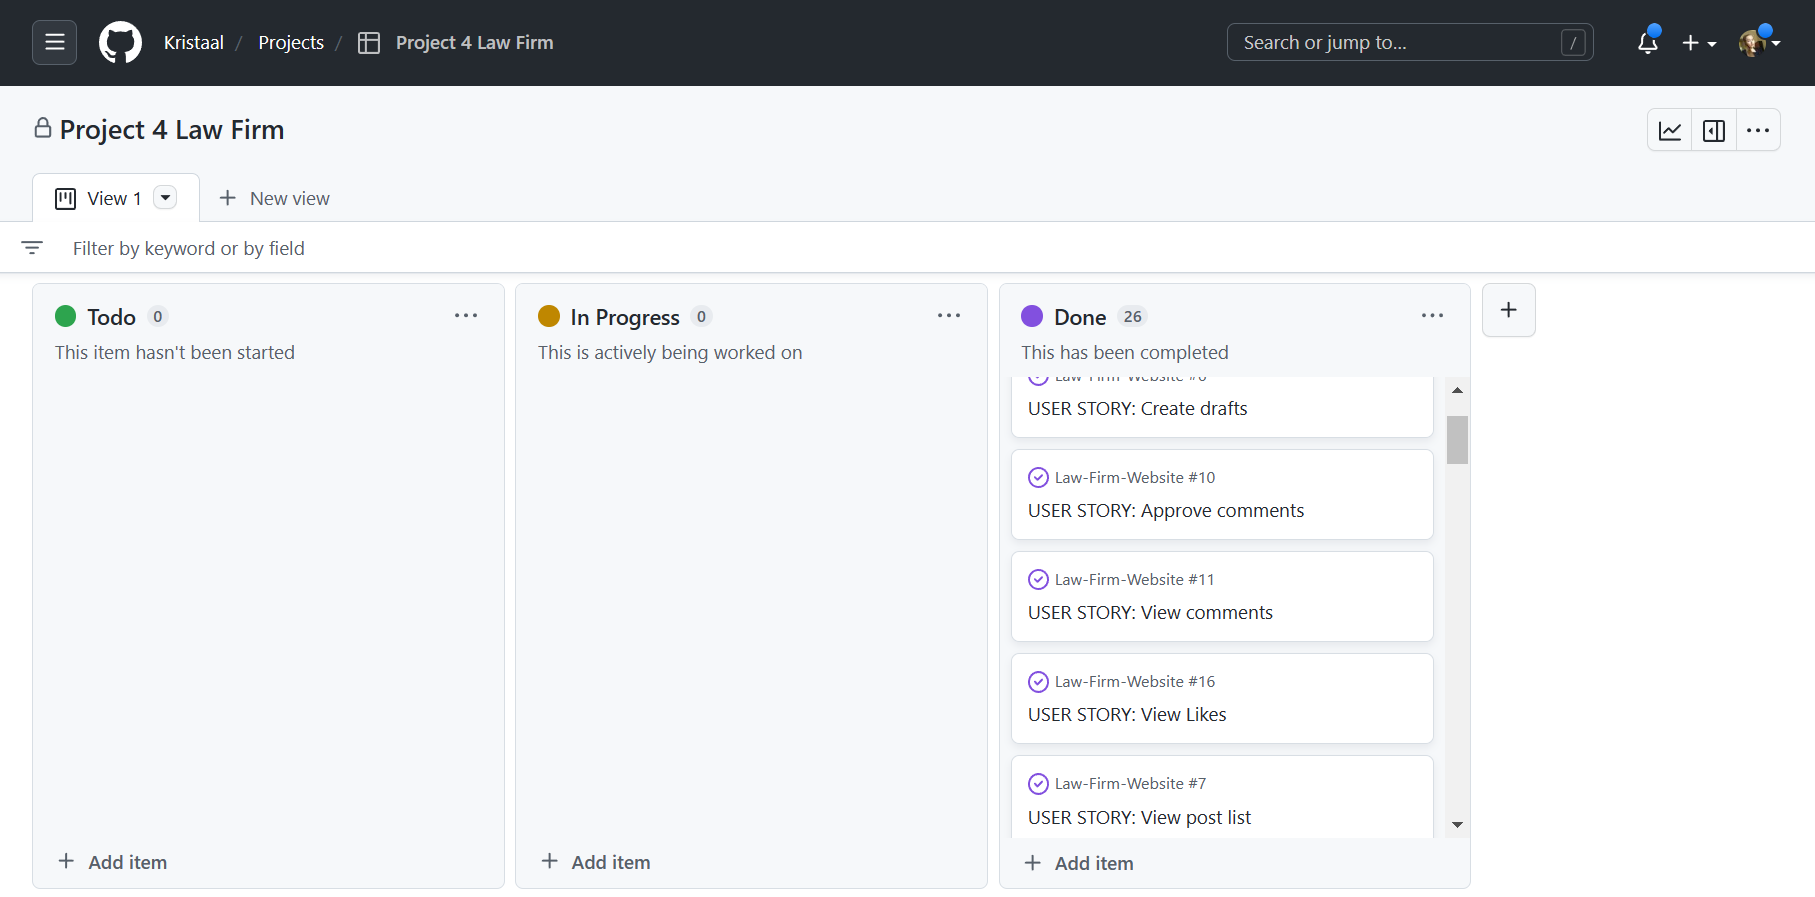 Kristaal / Projects / Project 4 Law Firm
Search or jump to... /
Project 4 Law Firm
View 1
New view
Filter by keyword or by field
Todo 0
This item hasn't been started
Add item
In Progress 0
This is actively being worked on
Add item
Done 26
This has been completed
USER STORY: Create drafts
Law-Firm-Website #10
USER STORY: Approve comments
Law-Firm-Website #11
USER STORY: View comments
Law-Firm-Website #16
USER STORY: View Likes
Law-Firm-Website #7
USER STORY: View post list
Add item